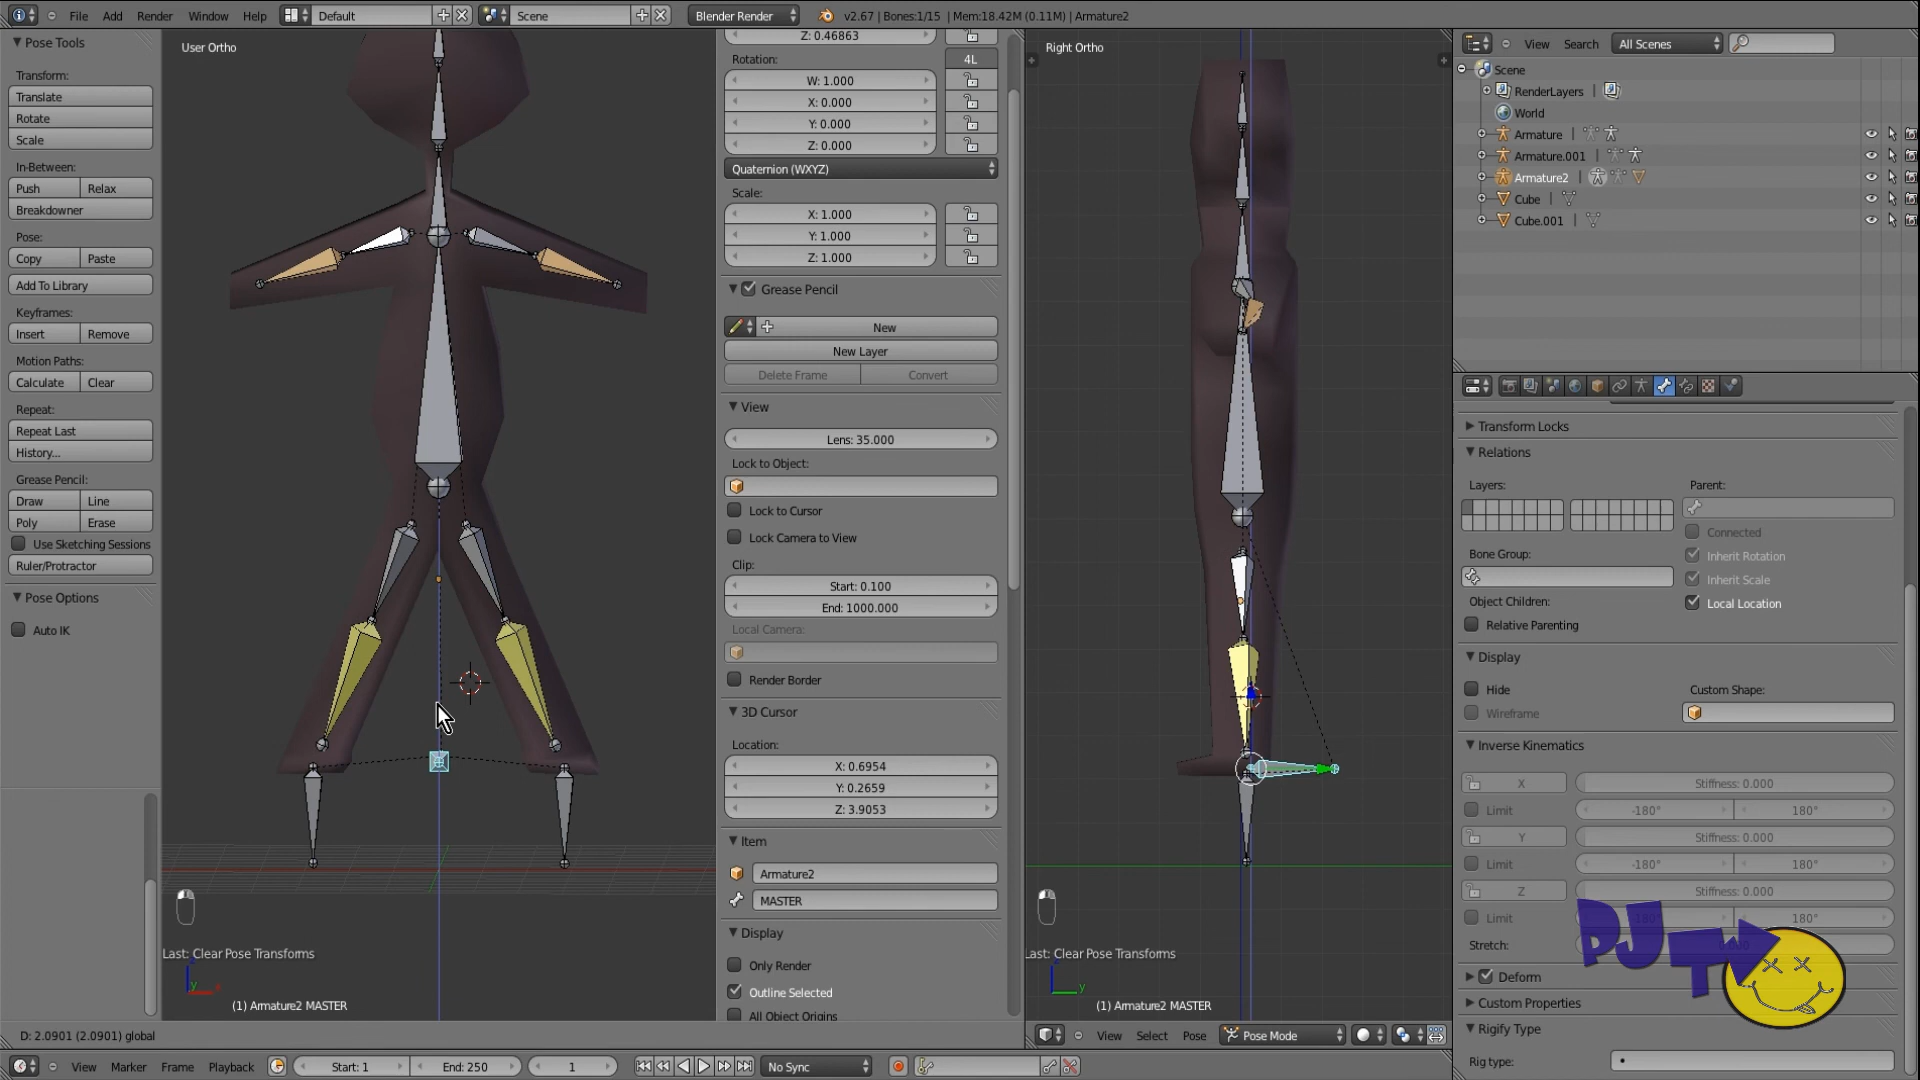 File Add Render Window Help Default Scene Blender Render v2.67 | Bones:1/15 | Mem:18.42M (0.11M) | Armature2
Pose Tools
Transform:
Translate
Rotate
Scale
In-Between:
Push Relax
Breakdowner
Pose:
Copy Paste
Add To Library
Keyframes:
Insert Remove
Motion Paths:
Calculate Clear
Repeat:
Repeat Last
History...
Grease Pencil:
Draw Line
Poly Erase
Use Sketching Sessions
Ruler/Protractor
Pose Options
Auto IK
User Ortho
Last: Clear Pose Transforms
(1) Armature2 MASTER
D: 2.0901 (2.0901) global
Z: 0.46863
Rotation: 4L
W: 1.000
X: 0.000
Y: 0.000
Z: 0.000
Quaternion (WXYZ)
Scale:
X: 1.000
Y: 1.000
Z: 1.000
Grease Pencil
New
New Layer
Delete Frame Convert
View
Lens: 35.000
Lock to Object:
Lock to Cursor
Lock Camera to View
Clip:
Start: 0.100
End: 1000.000
Local Camera:
Render Border
3D Cursor
Location:
X: 0.6954
Y: 0.2659
Z: 3.9053
Item
Armature2
MASTER
Display
Only Render
Outline Selected
All Object Origins
Right Ortho
Last: Clear Pose Transforms
(1) Armature2 MASTER
View Select Pose Pose Mode
View Search All Scenes
Scene
RenderLayers
World
Armature
Armature.001
Armature2
Cube
Cube.001
Transform Locks
Relations
Layers: Parent:
Connected
Bone Group: Inherit Rotation
Inherit Scale
Object Children: Local Location
Relative Parenting
Display
Hide Custom Shape:
Wireframe
Inverse Kinematics
X Stiffness: 0.000
Limit -180° 180°
Y Stiffness: 0.000
Limit -180° 180°
Z Stiffness: 0.000
Limit 180°
Stretch:
Deform
Custom Properties
Rigify Type
Rig type:
PJTV
View Marker Frame Playback Start: 1 End: 250 1 No Sync